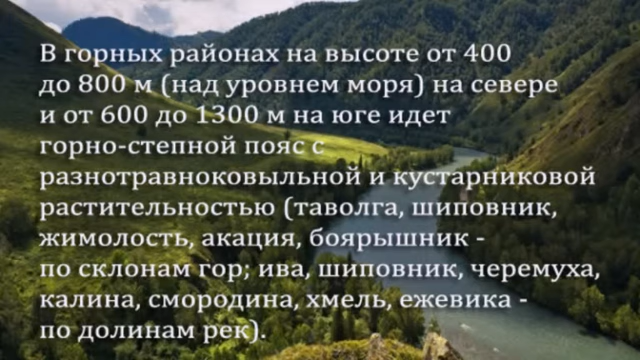 В горных районах на высоте от 400
до 800 м (над уровнем моря) на севере
и от 600 до 1300 м на юге идет
горно-степной пояс с
разнотравноковыльной и кустарниковой
растительностью (таволга, шиповник,
жимолость, акация, боярышник -
по склонам гор; ива, шиповник, черемуха,
калина, смородина, хмель, ежевика -
по долинам рек).